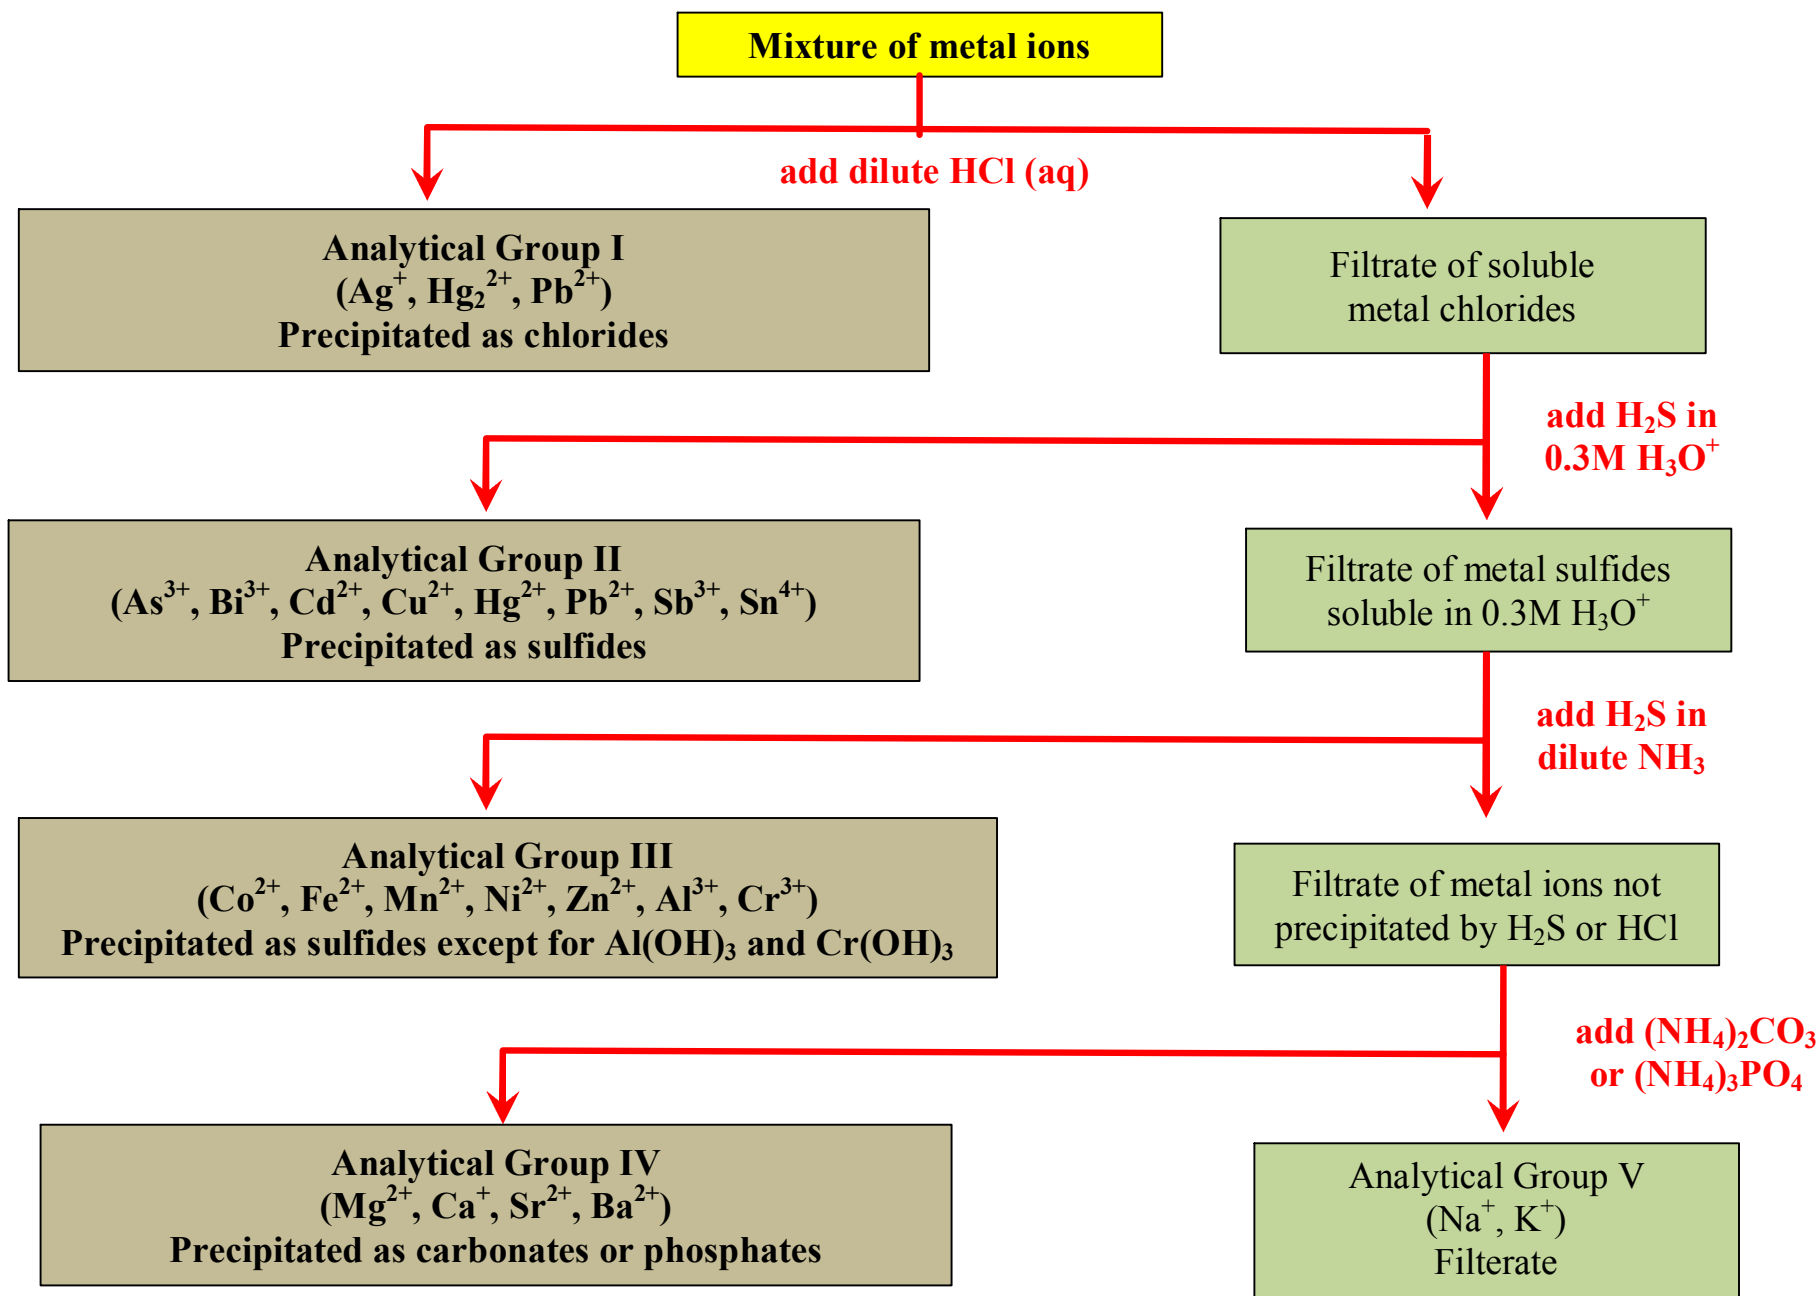 Mixture of metal ions
add dilute HCl (aq)
Analytical Group I
(Ag⁺, Hg₂²⁺, Pb²⁺)
Precipitated as chlorides
Filtrate of soluble
metal chlorides
add H₂S in
0.3M H₃O⁺
Analytical Group II
(As³⁺, Bi³⁺, Cd²⁺, Cu²⁺, Hg²⁺, Pb²⁺, Sb³⁺, Sn⁴⁺)
Precipitated as sulfides
Filtrate of metal sulfides
soluble in 0.3M H₃O⁺
add H₂S in
dilute NH₃
Analytical Group III
(Co²⁺, Fe²⁺, Mn²⁺, Ni²⁺, Zn²⁺, Al³⁺, Cr³⁺)
Precipitated as sulfides except for Al(OH)₃ and Cr(OH)₃
Filtrate of metal ions not
precipitated by H₂S or HCl
add (NH₄)₂CO₃
or (NH₄)₃PO₄
Analytical Group IV
(Mg²⁺, Ca⁺, Sr²⁺, Ba²⁺)
Precipitated as carbonates or phosphates
Analytical Group V
(Na⁺, K⁺)
Filterate